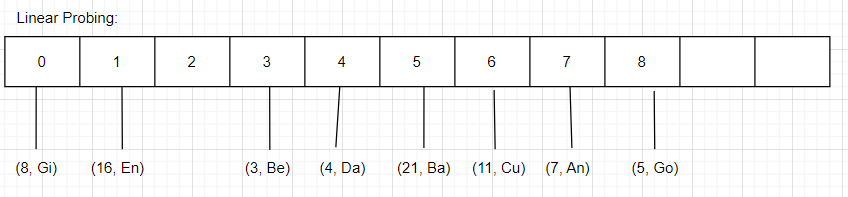 Linear Probing:
0 1 2 3 4 5 6 7 8
(8, Gi) (16, En) (3, Be) (4, Da) (21, Ba) (11, Cu) (7, An) (5, Go)